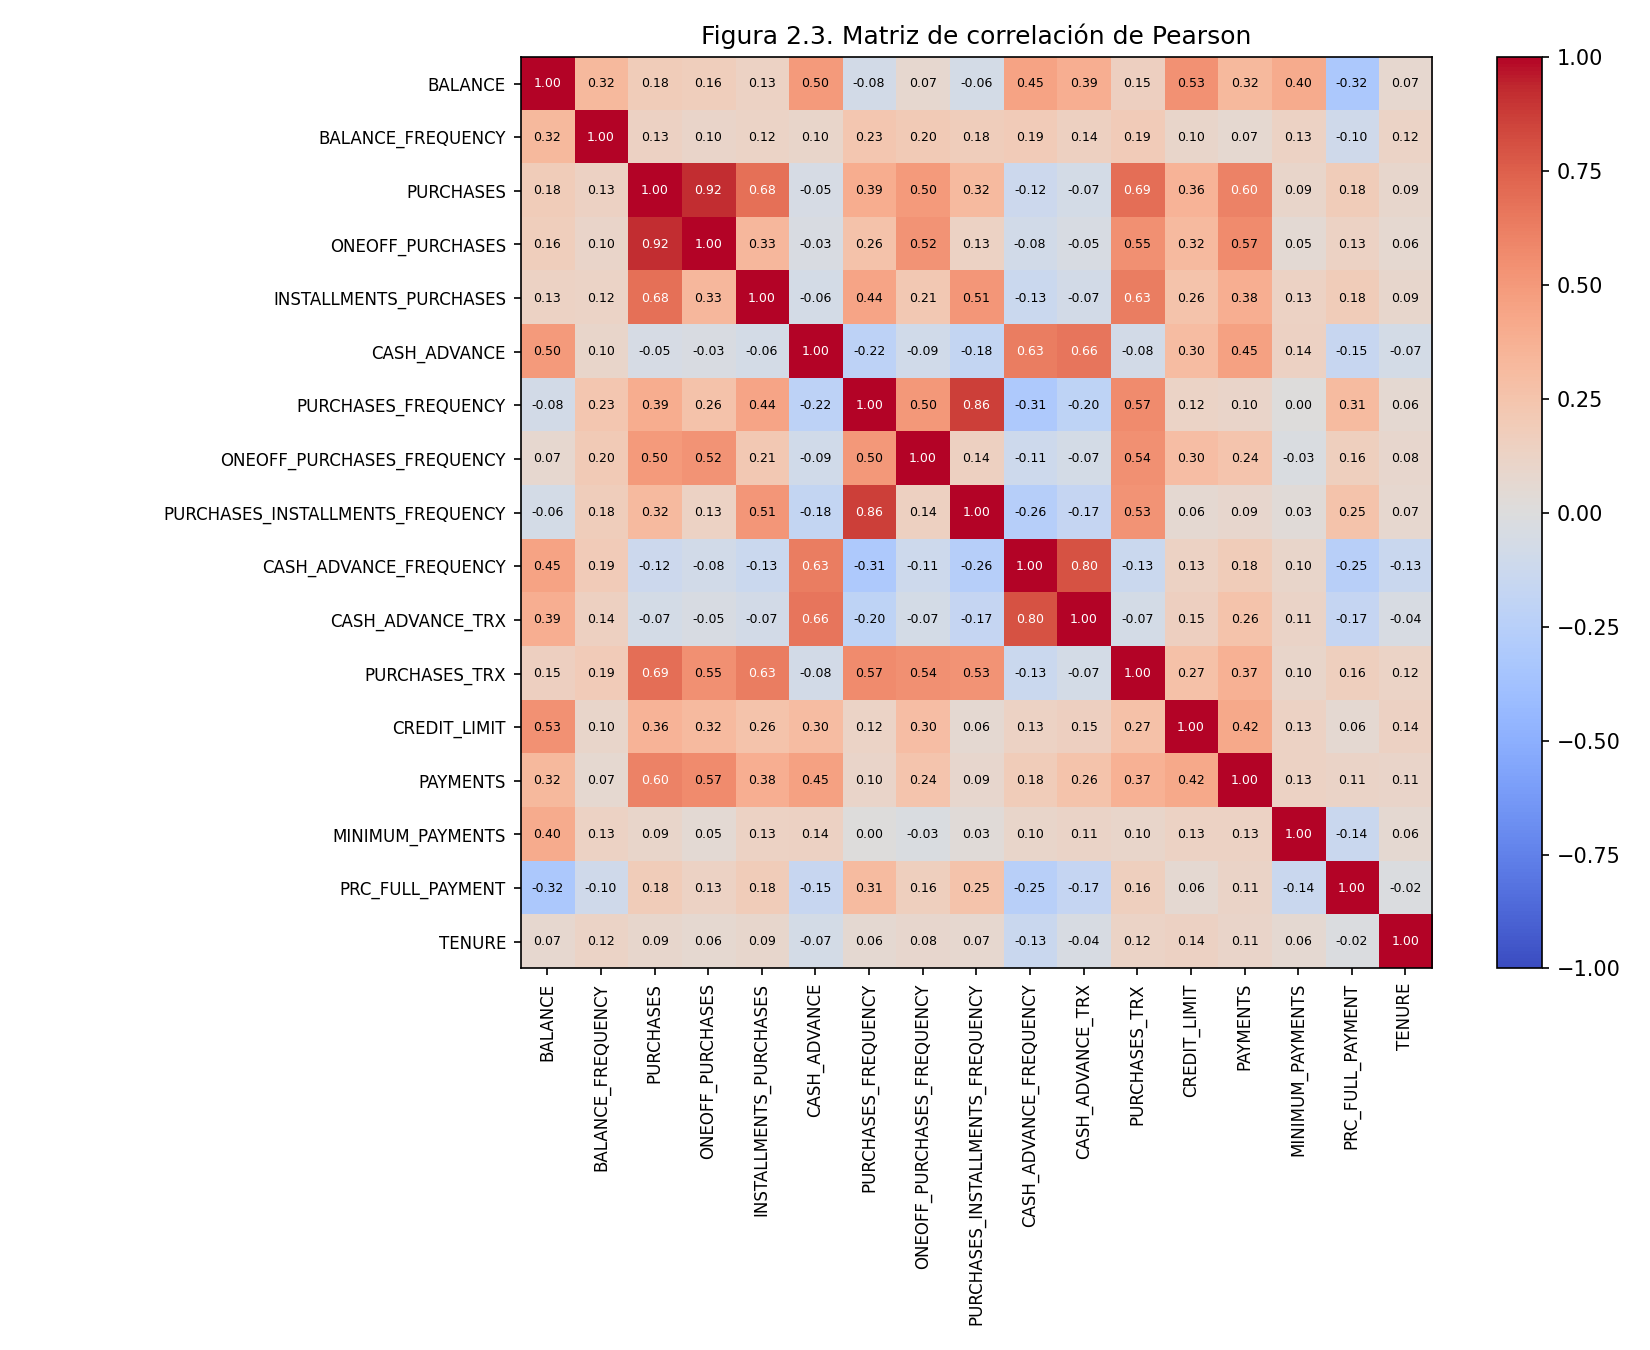 Figura 2.3. Matriz de correlación de Pearson
BALANCE 1.00 0.32 0.18 0.16 0.13 0.50 -0.08 0.07 -0.06 0.45 0.39 0.15 0.53 0.32 0.40 -0.32 0.07
BALANCE_FREQUENCY 0.32 1.00 0.13 0.10 0.12 0.10 0.23 0.20 0.18 0.19 0.14 0.19 0.10 0.07 0.13 -0.10 0.12
PURCHASES 0.18 0.13 1.00 0.92 0.68 -0.05 0.39 0.50 0.32 -0.12 -0.07 0.69 0.36 0.60 0.09 0.18 0.09
ONEOFF_PURCHASES 0.16 0.10 0.92 1.00 0.33 -0.03 0.26 0.52 0.13 -0.08 -0.05 0.55 0.32 0.57 0.05 0.13 0.06
INSTALLMENTS_PURCHASES 0.13 0.12 0.68 0.33 1.00 -0.06 0.44 0.21 0.51 -0.13 -0.07 0.63 0.26 0.38 0.13 0.18 0.09
CASH_ADVANCE 0.50 0.10 -0.05 -0.03 -0.06 1.00 -0.22 -0.09 -0.18 0.63 0.66 -0.08 0.30 0.45 0.14 -0.15 -0.07
PURCHASES_FREQUENCY -0.08 0.23 0.39 0.26 0.44 -0.22 1.00 0.50 0.86 -0.31 -0.20 0.57 0.12 0.10 0.00 0.31 0.06
ONEOFF_PURCHASES_FREQUENCY 0.07 0.20 0.50 0.52 0.21 -0.09 0.50 1.00 0.14 -0.11 -0.07 0.54 0.30 0.24 -0.03 0.16 0.08
PURCHASES_INSTALLMENTS_FREQUENCY -0.06 0.18 0.32 0.13 0.51 -0.18 0.86 0.14 1.00 -0.26 -0.17 0.53 0.06 0.09 0.03 0.25 0.07
CASH_ADVANCE_FREQUENCY 0.45 0.19 -0.12 -0.08 -0.13 0.63 -0.31 -0.11 -0.26 1.00 0.80 -0.13 0.13 0.18 0.10 -0.25 -0.13
CASH_ADVANCE_TRX 0.39 0.14 -0.07 -0.05 -0.07 0.66 -0.20 -0.07 -0.17 0.80 1.00 -0.07 0.15 0.26 0.11 -0.17 -0.04
PURCHASES_TRX 0.15 0.19 0.69 0.55 0.63 -0.08 0.57 0.54 0.53 -0.13 -0.07 1.00 0.27 0.37 0.10 0.16 0.12
CREDIT_LIMIT 0.53 0.10 0.36 0.32 0.26 0.30 0.12 0.30 0.06 0.13 0.15 0.27 1.00 0.42 0.13 0.06 0.14
PAYMENTS 0.32 0.07 0.60 0.57 0.38 0.45 0.10 0.24 0.09 0.18 0.26 0.37 0.42 1.00 0.13 0.11 0.11
MINIMUM_PAYMENTS 0.40 0.13 0.09 0.05 0.13 0.14 0.00 -0.03 0.03 0.10 0.11 0.10 0.13 0.13 1.00 -0.14 0.06
PRC_FULL_PAYMENT -0.32 -0.10 0.18 0.13 0.18 -0.15 0.31 0.16 0.25 -0.25 -0.17 0.16 0.06 0.11 -0.14 1.00 -0.02
TENURE 0.07 0.12 0.09 0.06 0.09 -0.07 0.06 0.08 0.07 -0.13 -0.04 0.12 0.14 0.11 0.06 -0.02 1.00
BALANCE
BALANCE_FREQUENCY
PURCHASES
ONEOFF_PURCHASES
INSTALLMENTS_PURCHASES
CASH_ADVANCE
PURCHASES_FREQUENCY
ONEOFF_PURCHASES_FREQUENCY
PURCHASES_INSTALLMENTS_FREQUENCY
CASH_ADVANCE_FREQUENCY
CASH_ADVANCE_TRX
PURCHASES_TRX
CREDIT_LIMIT
PAYMENTS
MINIMUM_PAYMENTS
PRC_FULL_PAYMENT
TENURE
1.00
0.75
0.50
0.25
0.00
−0.25
−0.50
−0.75
−1.00